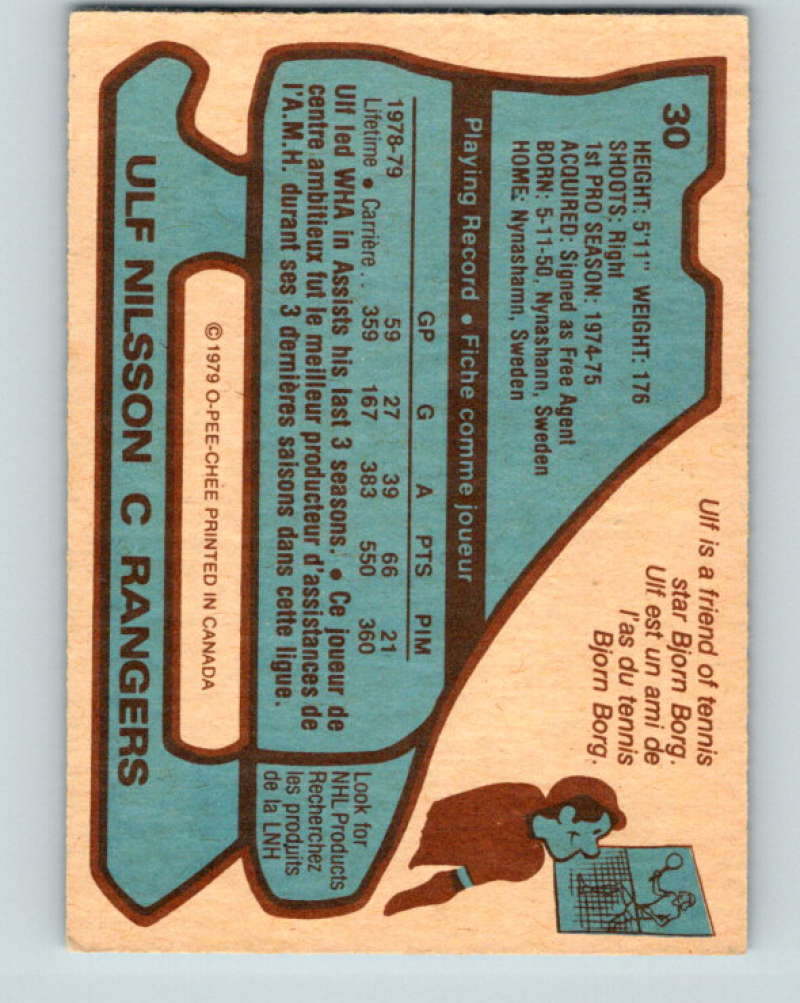 30
HEIGHT: 5'11" WEIGHT: 176
SHOOTS: Right
1st PRO SEASON: 1974-75
ACQUIRED: Signed as Free Agent
BORN: 5-11-50, Nynashann, Sweden
HOME: Nynashamn, Sweden
Ulf is a friend of tennis
star Bjorn Borg.
Ulf est un ami de
l'as du tennis
Bjorn Borg.
Playing Record • Fiche comme joueur
GP G A PTS PIM
1978-79 59 27 39 66 21
Lifetime • Carrière . . 359 167 383 550 360
Ulf led WHA in Assists his last 3 seasons. • Ce joueur de
centre ambitieux fut le meilleur producteur d'assistances de
l'A.M.H. durant ses 3 dernières saisons dans cette ligue.
Look for
NHL Products
Recherchez
les produits
de la LNH
© 1979 O-PEE-CHEE PRINTED IN CANADA
ULF NILSSON C RANGERS